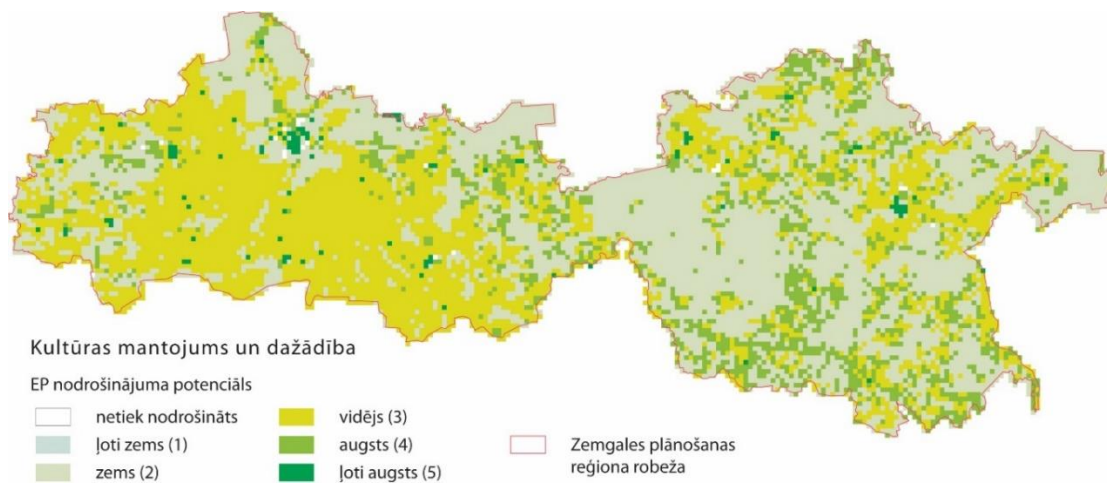 Kultūras mantojums un dažādība
EP nodrošinājuma potenciāls
netiek nodrošināts
ļoti zems (1)
zems (2)
vidējs (3)
augsts (4)
ļoti augsts (5)
Zemgales plānošanas
reģiona robeža